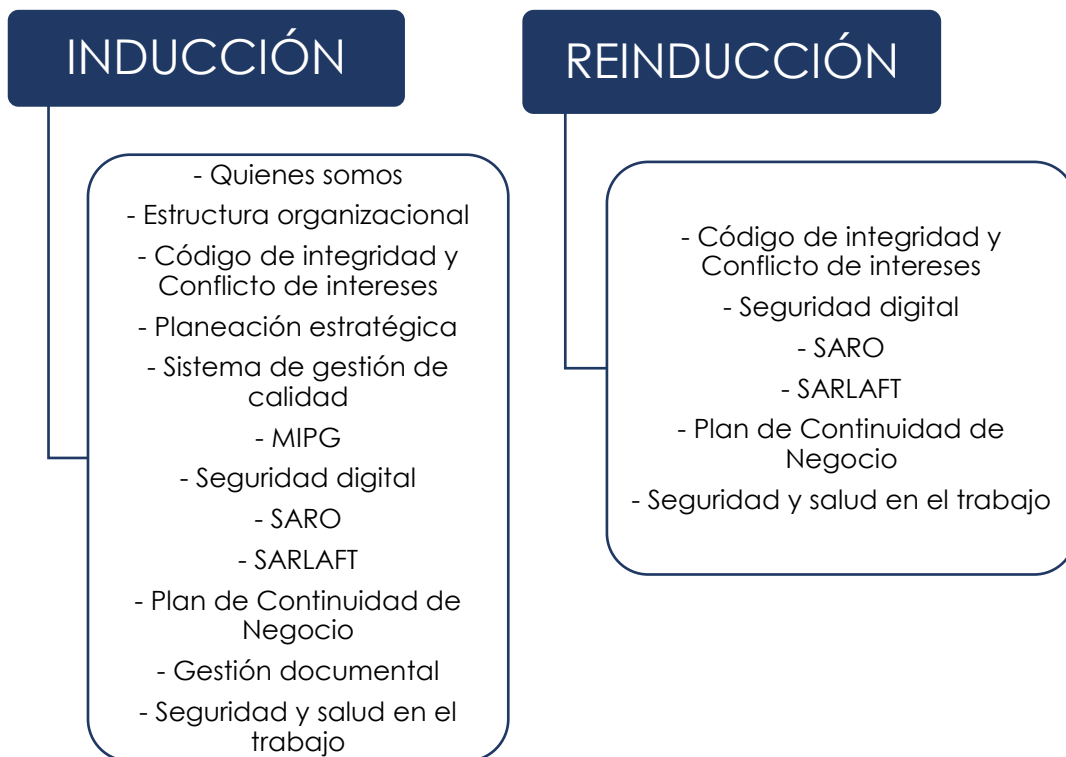 INDUCCIÓN
- Quienes somos
- Estructura organizacional
- Código de integridad y
Conflicto de intereses
- Planeación estratégica
- Sistema de gestión de
calidad
- MIPG
- Seguridad digital
- SARO
- SARLAFT
- Plan de Continuidad de
Negocio
- Gestión documental
- Seguridad y salud en el
trabajo
REINDUCCIÓN
- Código de integridad y
Conflicto de intereses
- Seguridad digital
- SARO
- SARLAFT
- Plan de Continuidad de
Negocio
- Seguridad y salud en el trabajo